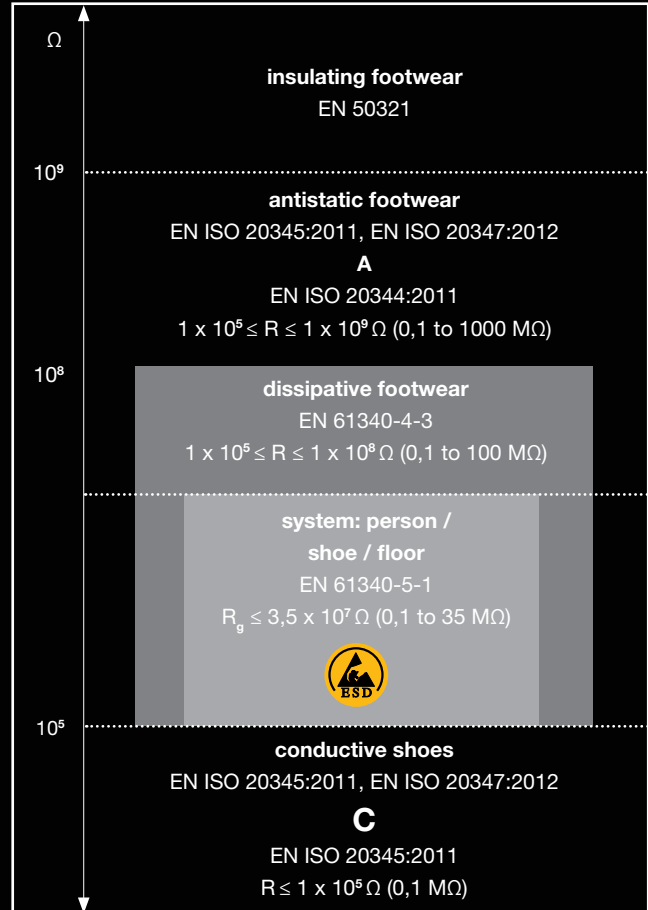 Ω
insulating footwear
EN 50321
10⁹
antistatic footwear
EN ISO 20345:2011, EN ISO 20347:2012
A
EN ISO 20344:2011
1 x 10⁵ ≤ R ≤ 1 x 10⁹ Ω (0,1 to 1000 MΩ)
10⁸
dissipative footwear
EN 61340-4-3
1 x 10⁵ ≤ R ≤ 1 x 10⁸ Ω (0,1 to 100 MΩ)
system: person /
shoe / floor
EN 61340-5-1
R₉ ≤ 3,5 x 10⁷ Ω (0,1 to 35 MΩ)
ESD
10⁵
conductive shoes
EN ISO 20345:2011, EN ISO 20347:2012
C
EN ISO 20345:2011
R ≤ 1 x 10⁵ Ω (0,1 MΩ)